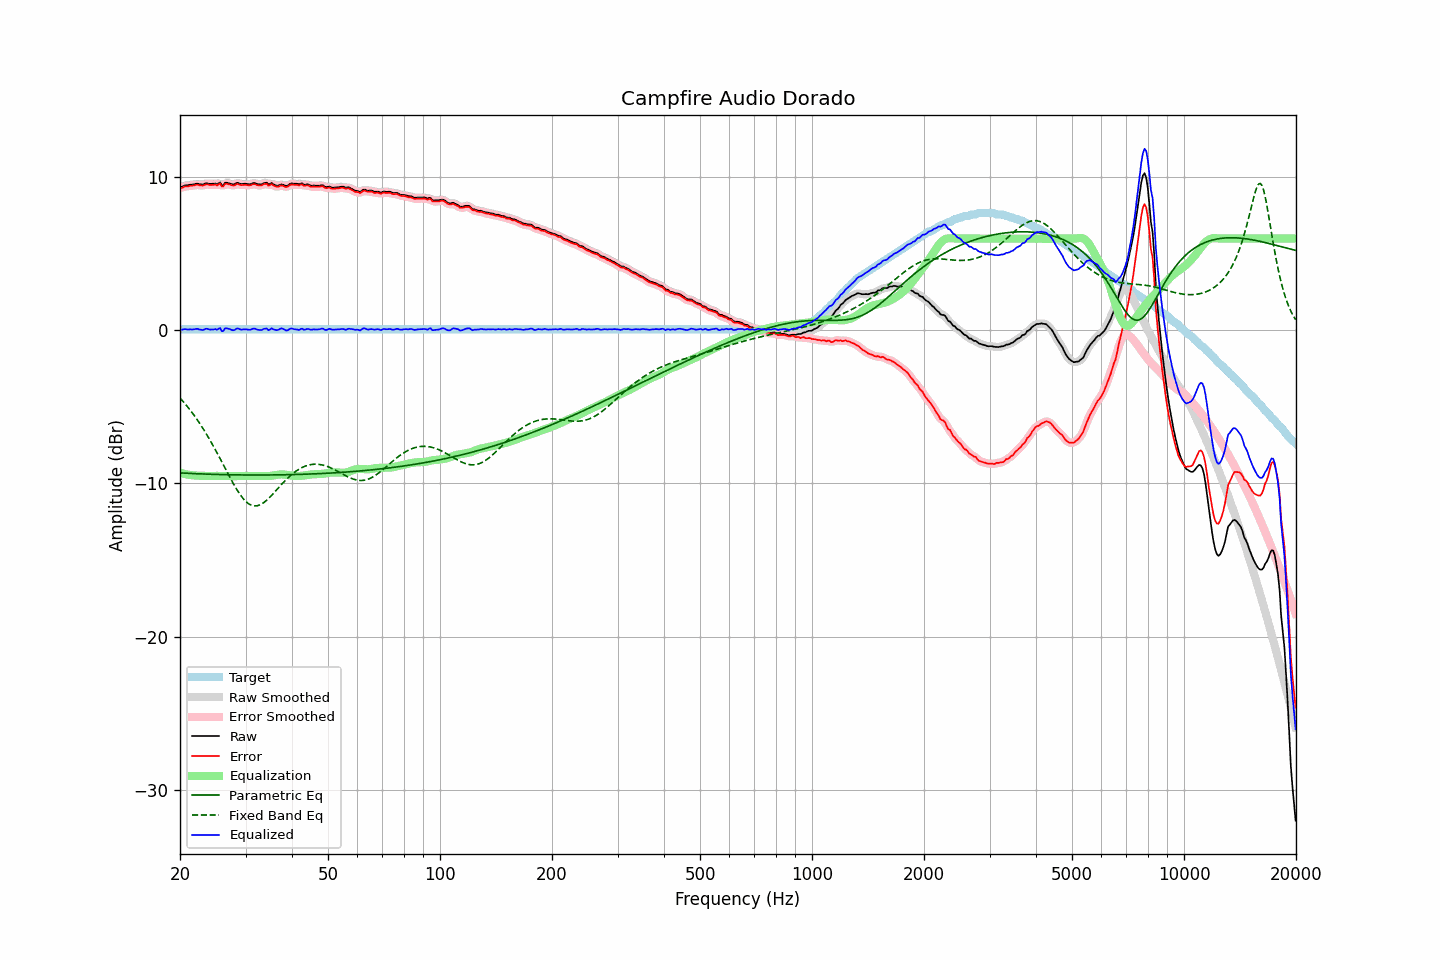 Campfire Audio Dorado
10
0
−10
−20
−30
Amplitude (dBr)
Target
Raw Smoothed
Error Smoothed
Raw
Error
Equalization
Parametric Eq
Fixed Band Eq
Equalized
20 50 100 200 500 1000 2000 5000 10000 20000
Frequency (Hz)